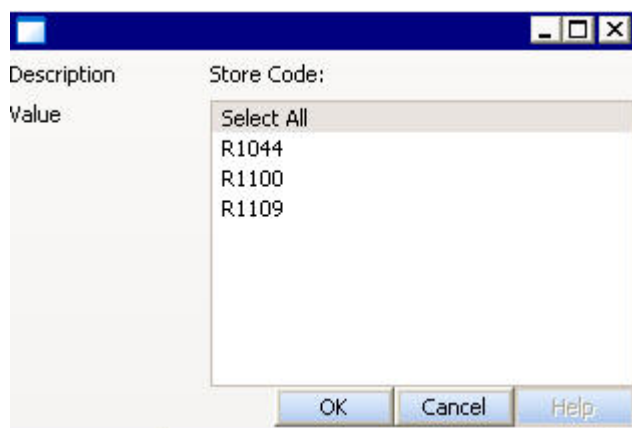 Description Store Code:
Value
Select All
R1044
R1100
R1109
OK Cancel Help